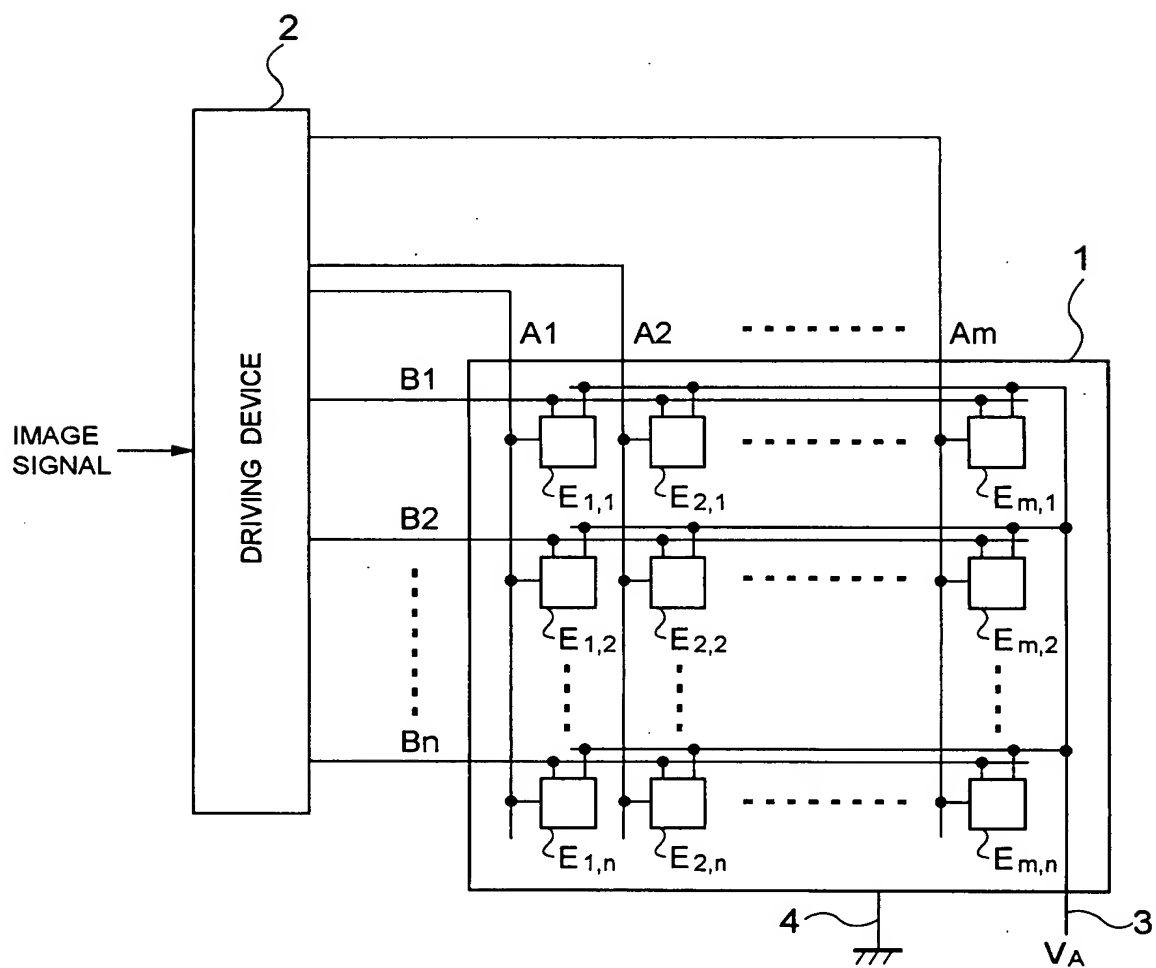 2
1
A1 A2 Am
B1
IMAGE
SIGNAL
DRIVING DEVICE
E1,1 E2,1 Em,1
B2
E1,2 E2,2 Em,2
Bn
E1,n E2,n Em,n
4 3
VA